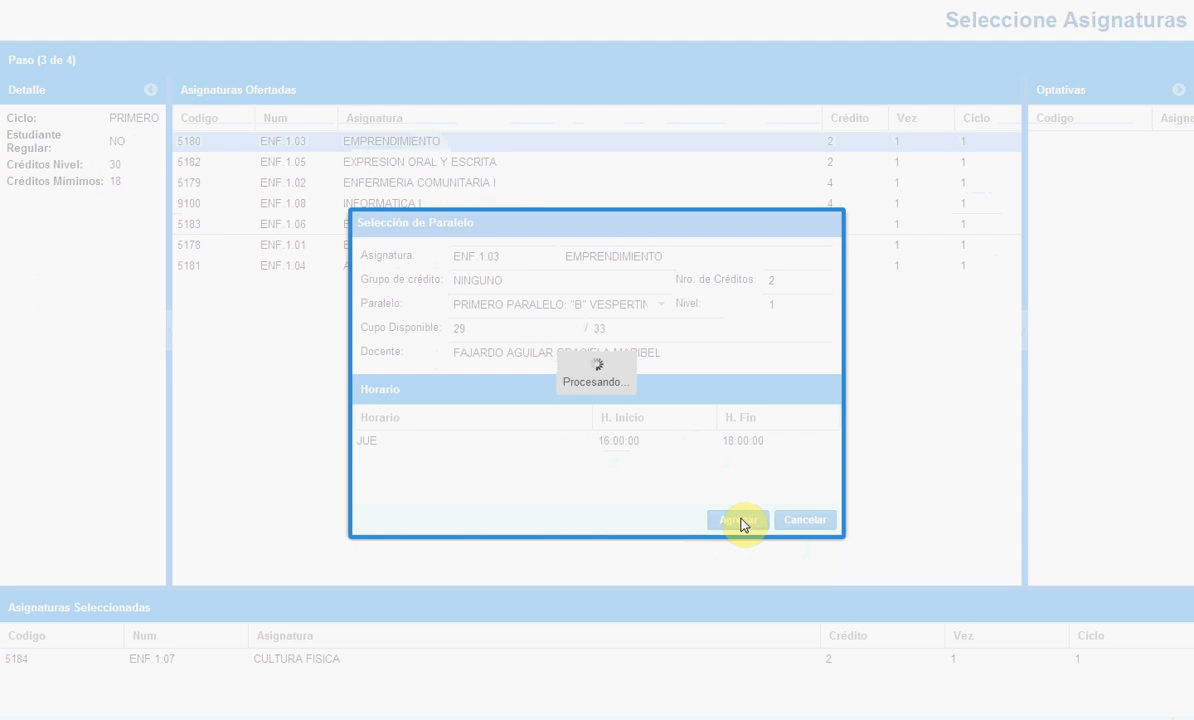 Seleccione Asignaturas
Paso (3 de 4)
Detalle
Asignaturas Ofertadas
Optativas
Ciclo: PRIMERO
Estudiante Regular: NO
Créditos Nivel: 30
Créditos Mímimos: 18
Codigo Num Asignatura Crédito Vez Ciclo
Codigo
5180 ENF.1.03 EMPRENDIMIENTO 2 1 1
5182 ENF.1.05 EXPRESION ORAL Y ESCRITA 2 1 1
5179 ENF.1.02 ENFERMERIA COMUNITARIA I 4 1 1
9100 ENF.1.08 INFORMATICA I 4 1 1
5183 ENF.1.06 1 1
5178 ENF.1.01 1 1
5181 ENF.1.04 1 1
Selección de Paralelo
Asignatura: ENF.1.03 EMPRENDIMIENTO
Grupo de crédito: NINGUNO Nro. de Créditos: 2
Paralelo: PRIMERO PARALELO: "B" VESPERTIN Nivel: 1
Cupo Disponible: 29 / 33
Docente: FAJARDO AGUILAR GRACIELA MARIBEL
Procesando...
Horario
Horario H. Inicio H. Fin
JUE 16:00:00 18:00:00
Agregar Cancelar
Asignaturas Seleccionadas
Codigo Num Asignatura Crédito Vez Ciclo
5184 ENF.1.07 CULTURA FISICA 2 1 1